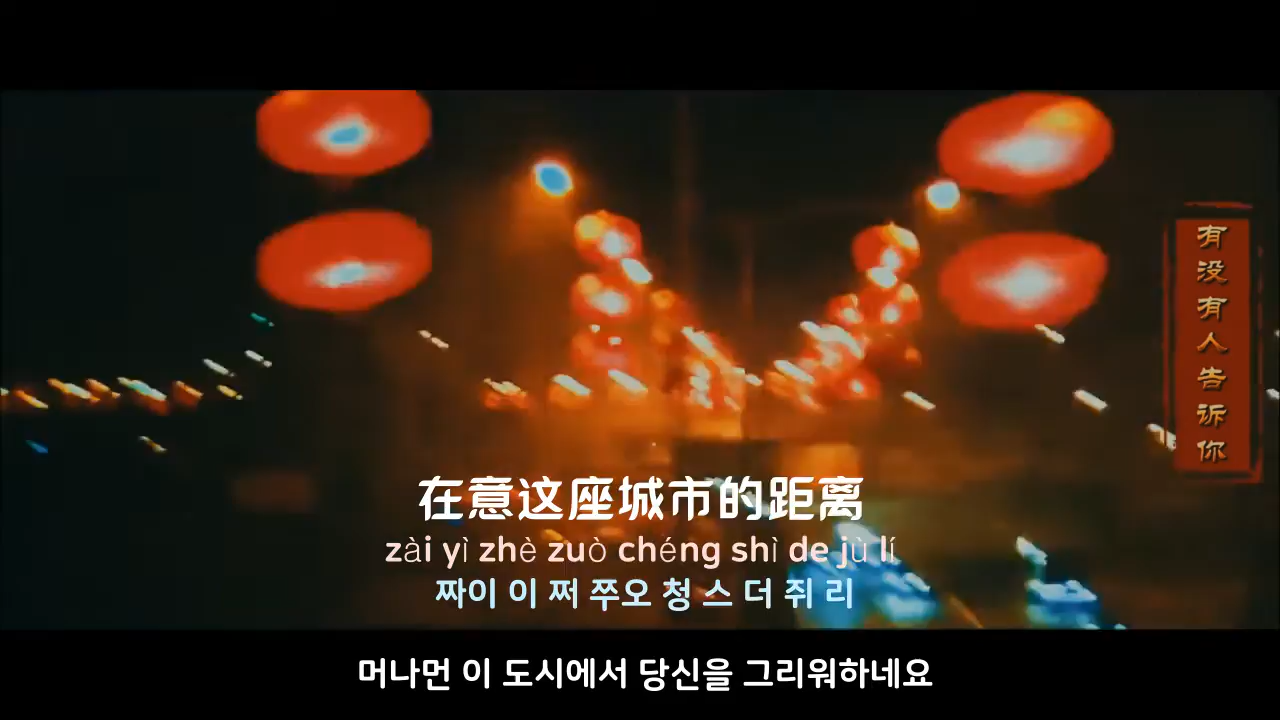 有没有人告诉你
在意这座城市的距离
zài yì zhè zuò chéng shì de jù lí
짜이 이 쩌 쭈오 청 스 더 쥐 리
머나먼 이 도시에서 당신을 그리워하네요